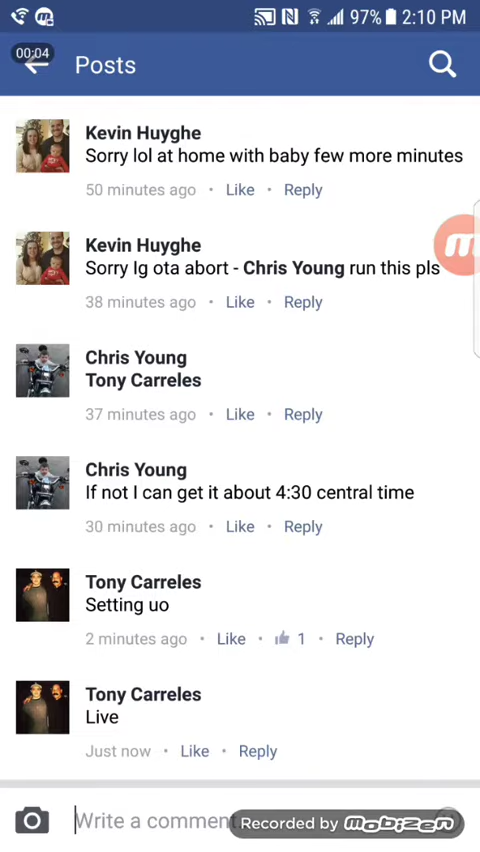 97% 2:10 PM
00:04
Posts
Kevin Huyghe
Sorry lol at home with baby few more minutes
50 minutes ago • Like • Reply
Kevin Huyghe
Sorry lg ota abort - Chris Young run this pls
38 minutes ago • Like • Reply
Chris Young
Tony Carreles
37 minutes ago • Like • Reply
Chris Young
If not I can get it about 4:30 central time
30 minutes ago • Like • Reply
Tony Carreles
Setting uo
2 minutes ago • Like • 1 • Reply
Tony Carreles
Live
Just now • Like • Reply
Write a comment
Recorded by mobizen